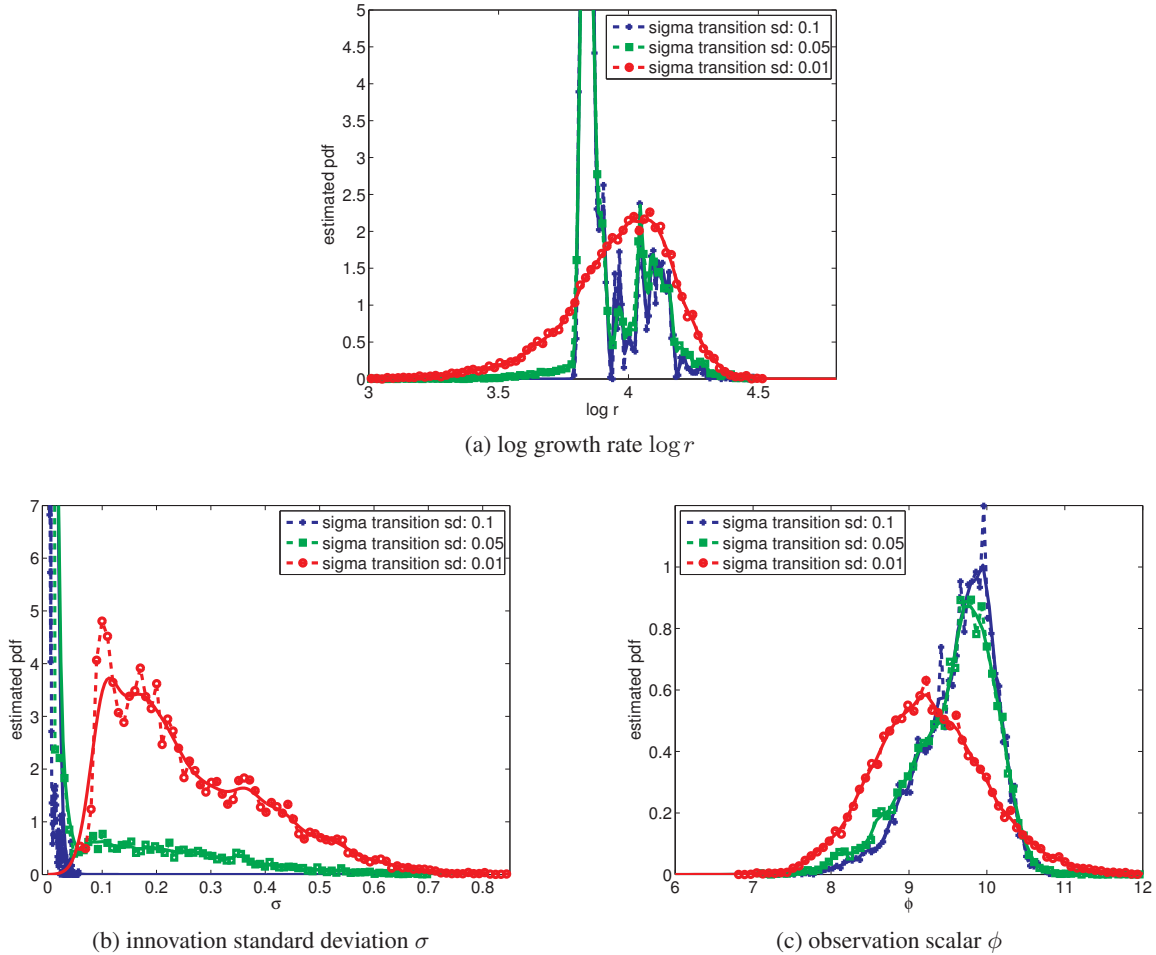 5
4.5
4
3.5
3
2.5
2
1.5
1
0.5
0
estimated pdf
sigma transition sd: 0.1
sigma transition sd: 0.05
sigma transition sd: 0.01
3 3.5 4 4.5
log r
(a) log growth rate log r
7
6
5
4
3
2
1
0
estimated pdf
sigma transition sd: 0.1
sigma transition sd: 0.05
sigma transition sd: 0.01
0 0.1 0.2 0.3 0.4 0.5 0.6 0.7 0.8
σ
(b) innovation standard deviation σ
1
0.8
0.6
0.4
0.2
0
estimated pdf
sigma transition sd: 0.1
sigma transition sd: 0.05
sigma transition sd: 0.01
6 7 8 9 10 11 12
ϕ
(c) observation scalar ϕ